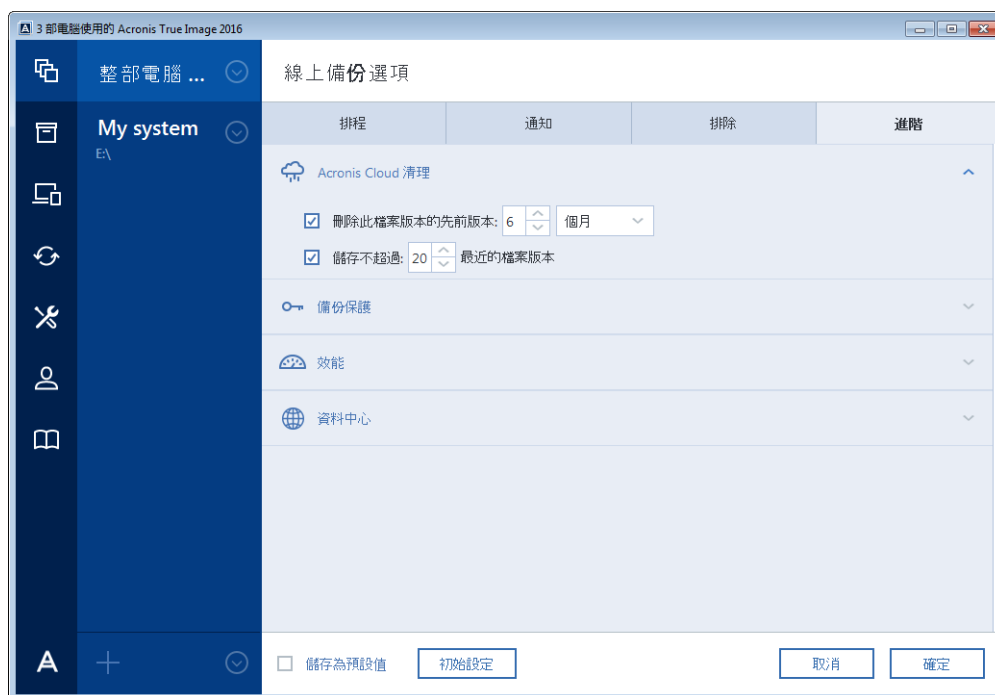 3 部電腦使用的 Acronis True Image 2016
整部電腦 ...
My system
E:\
線上備份選項
排程 通知 排除 進階
Acronis Cloud 清理
刪除此檔案版本的先前版本: 6 個月
儲存不超過: 20 最近的檔案版本
備份保護
效能
資料中心
儲存為預設值 初始設定 取消 確定